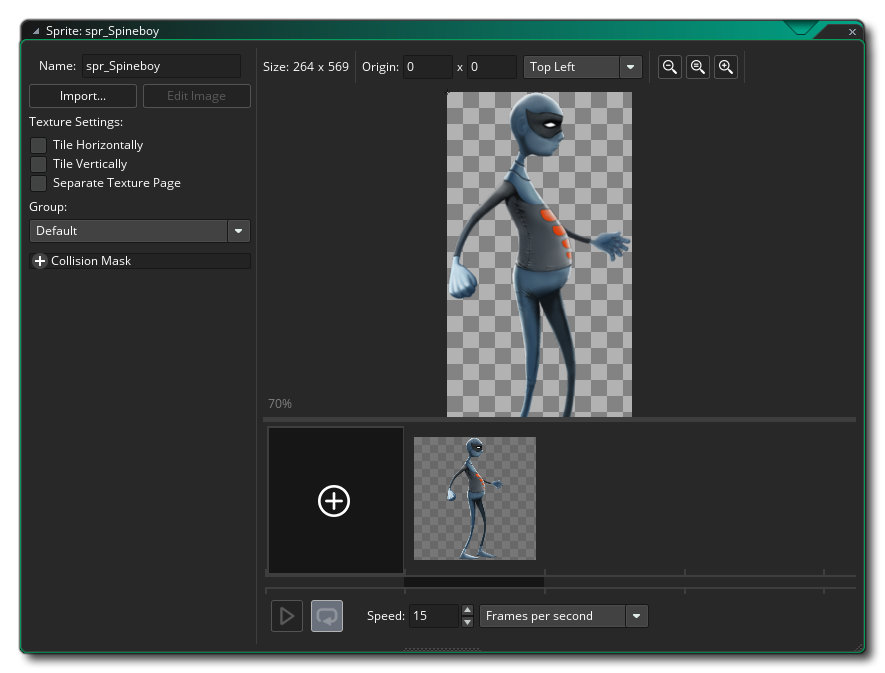 Sprite: spr_Spineboy
Name: spr_Spineboy
Import... Edit Image
Texture Settings:
Tile Horizontally
Tile Vertically
Separate Texture Page
Group:
Default
Collision Mask
Size: 264 x 569 Origin: 0 x 0 Top Left
70%
Speed: 15 Frames per second